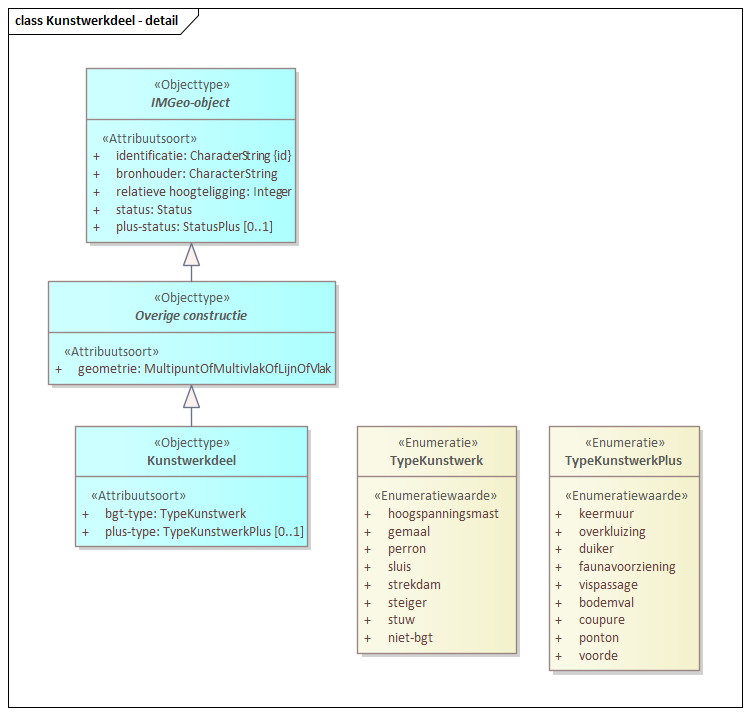 class Kunstwerkdeel - detail
«Objecttype»
IMGeo-object
«Attribuutsoort»
+ identificatie: CharacterString {id}
+ bronhouder: CharacterString
+ relatieve hoogteligging: Integer
+ status: Status
+ plus-status: StatusPlus [0..1]
«Objecttype»
Overige constructie
«Attribuutsoort»
+ geometrie: MultipuntOfMultivlakOfLijnOfVlak
«Objecttype»
Kunstwerkdeel
«Attribuutsoort»
+ bgt-type: TypeKunstwerk
+ plus-type: TypeKunstwerkPlus [0..1]
«Enumeratie»
TypeKunstwerk
«Enumeratiewaarde»
+ hoogspanningsmast
+ gemaal
+ perron
+ sluis
+ strekdam
+ steiger
+ stuw
+ niet-bgt
«Enumeratie»
TypeKunstwerkPlus
«Enumeratiewaarde»
+ keermuur
+ overkluizing
+ duiker
+ faunavoorziening
+ vispassage
+ bodemval
+ coupure
+ ponton
+ voorde